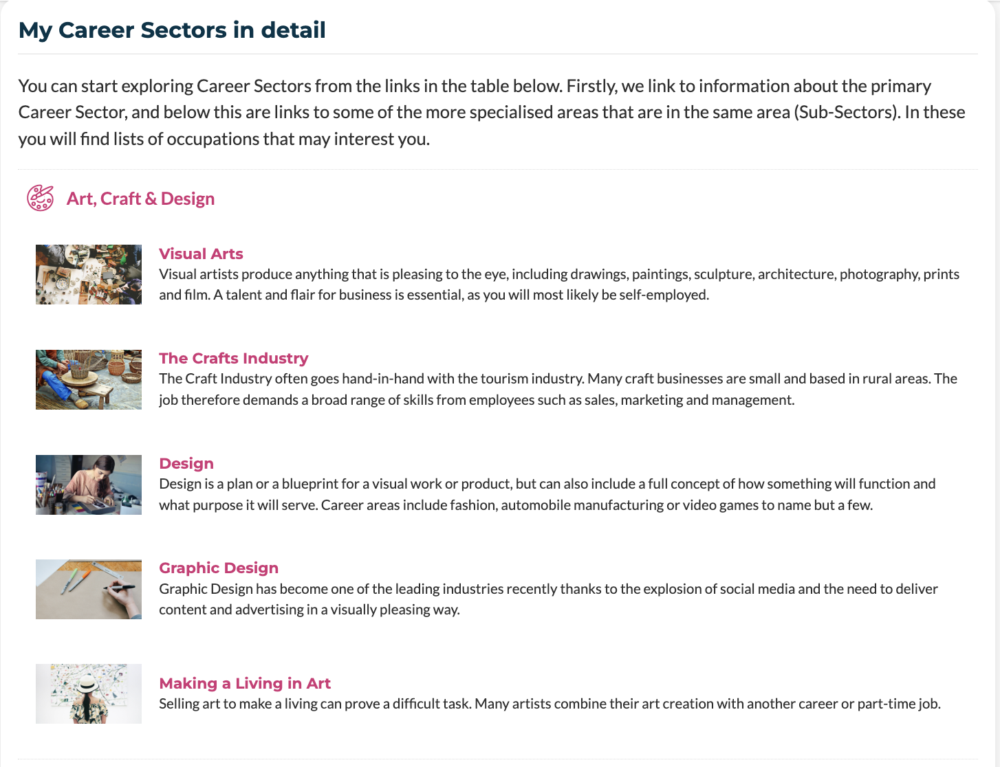 My Career Sectors in detail
You can start exploring Career Sectors from the links in the table below. Firstly, we link to information about the primary
Career Sector, and below this are links to some of the more specialised areas that are in the same area (Sub-Sectors). In these
you will find lists of occupations that may interest you.
Art, Craft & Design
Visual Arts
Visual artists produce anything that is pleasing to the eye, including drawings, paintings, sculpture, architecture, photography, prints
and film. A talent and flair for business is essential, as you will most likely be self-employed.
The Crafts Industry
The Craft Industry often goes hand-in-hand with the tourism industry. Many craft businesses are small and based in rural areas. The
job therefore demands a broad range of skills from employees such as sales, marketing and management.
Design
Design is a plan or a blueprint for a visual work or product, but can also include a full concept of how something will function and
what purpose it will serve. Career areas include fashion, automobile manufacturing or video games to name but a few.
Graphic Design
Graphic Design has become one of the leading industries recently thanks to the explosion of social media and the need to deliver
content and advertising in a visually pleasing way.
Making a Living in Art
Selling art to make a living can prove a difficult task. Many artists combine their art creation with another career or part-time job.